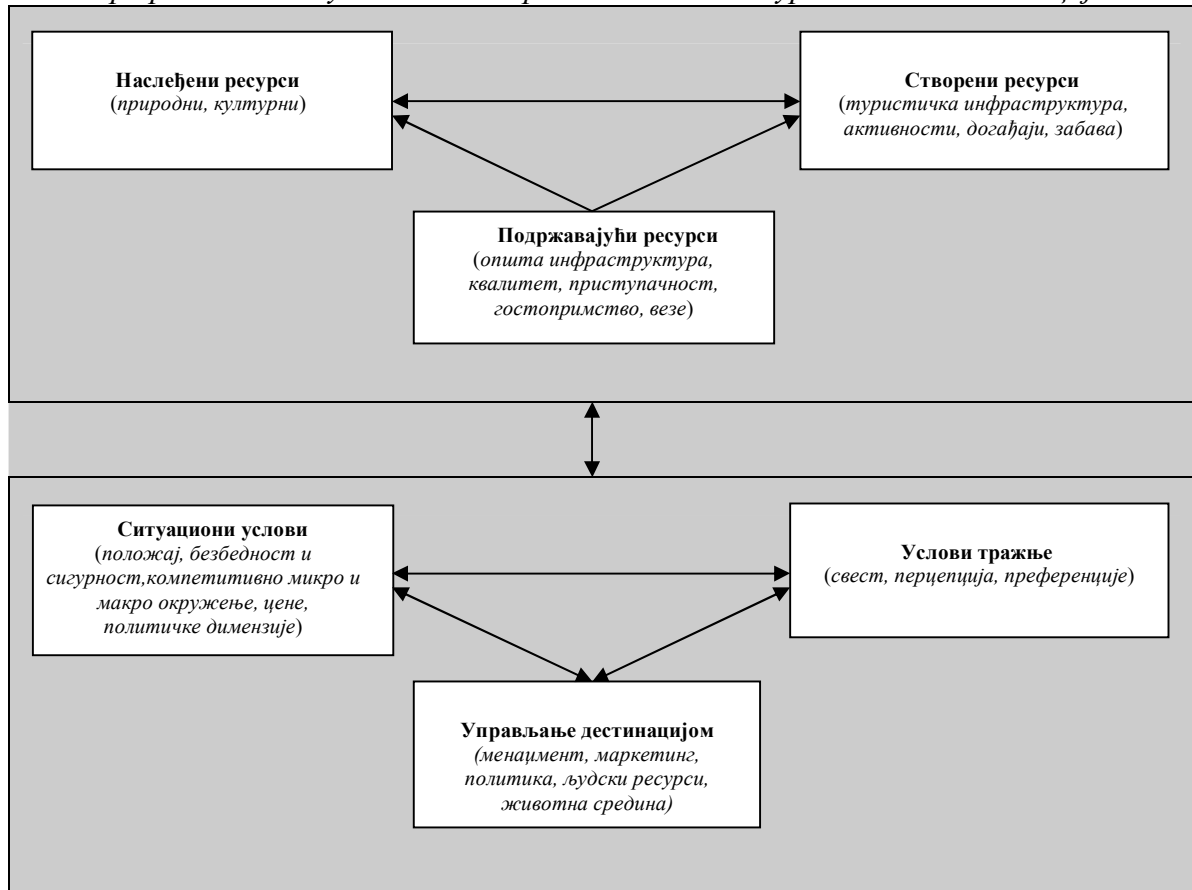 Наслеђени ресурси
(природни, културни)
Створени ресурси
(туристичка инфраструктура,
активности, догађаји, забава)
Подржавајући ресурси
(општа инфраструктура,
квалитет, приступачност,
гостопримство, везе)
Ситуациони услови
(положај, безбедност и
сигурност,компетитивно микро и
макро окружење, цене,
политичке димензије)
Услови тражње
(свест, перцепција, преференције)
Управљање дестинацијом
(менаџмент, маркетинг,
политика, људски ресурси,
животна средина)